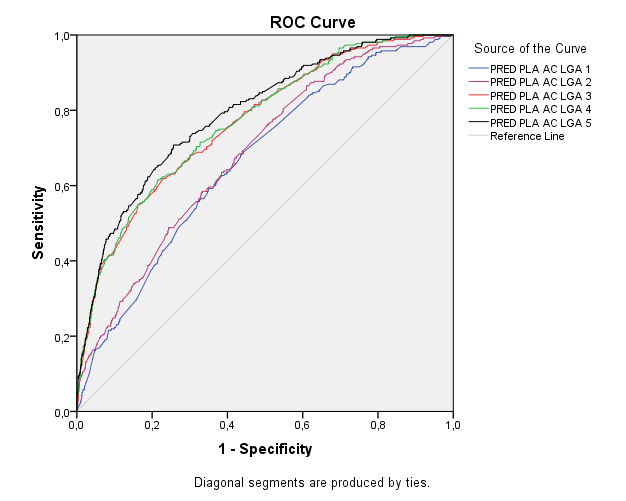 ROC Curve
Source of the Curve
PRED PLA AC LGA 1
PRED PLA AC LGA 2
PRED PLA AC LGA 3
PRED PLA AC LGA 4
PRED PLA AC LGA 5
Reference Line
Sensitivity
1,0
0,8
0,6
0,4
0,2
0,0
0,0 0,2 0,4 0,6 0,8 1,0
1 - Specificity
Diagonal segments are produced by ties.